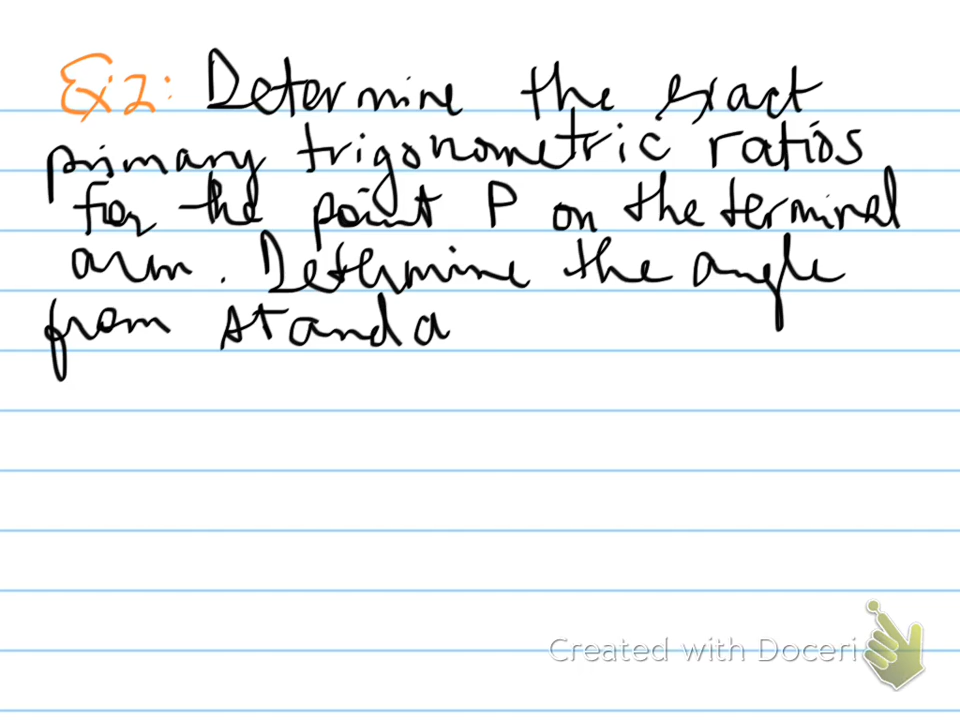 Ex2: Determine the exact
primary trigonometric ratios
for the point P on the terminal
arm. Determine the angle
from standa
Created with Doceri